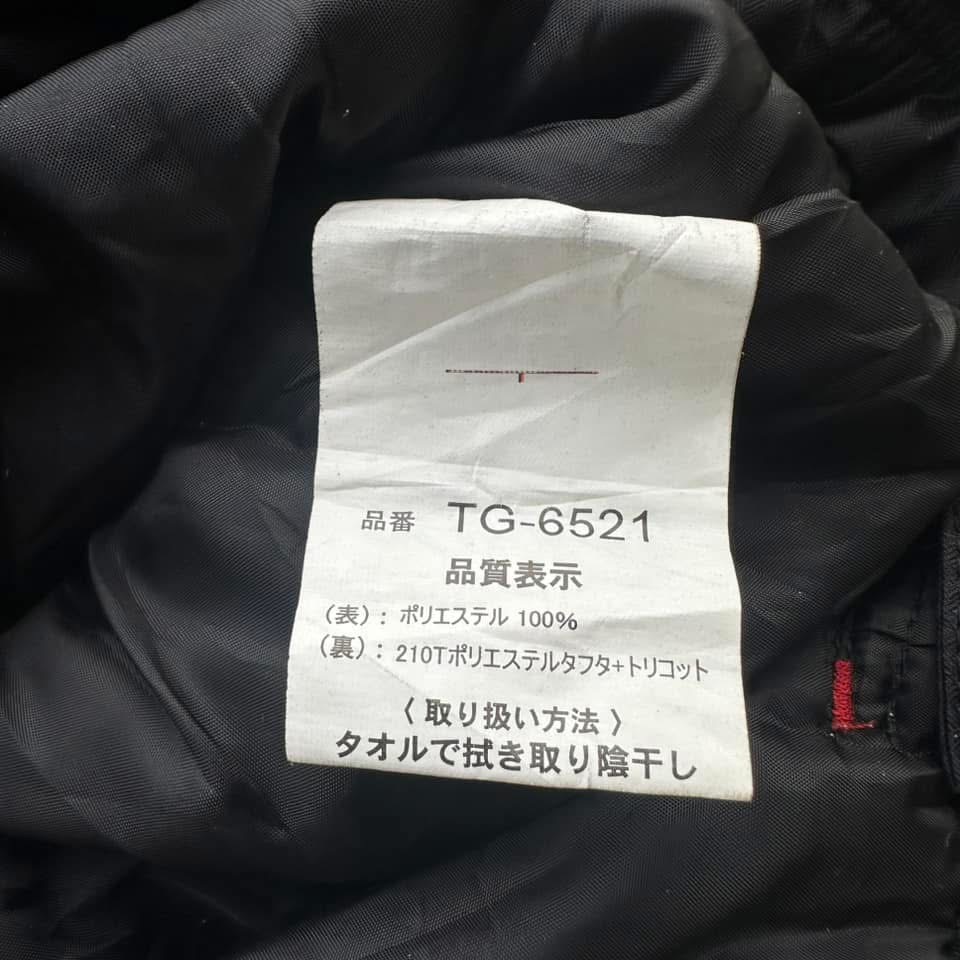 品番 TG-6521
品質表示
(表): ポリエステル 100%
(裏): 210Tポリエステルタフタ+トリコット
〈 取り扱い方法 〉
タオルで拭き取り陰干し